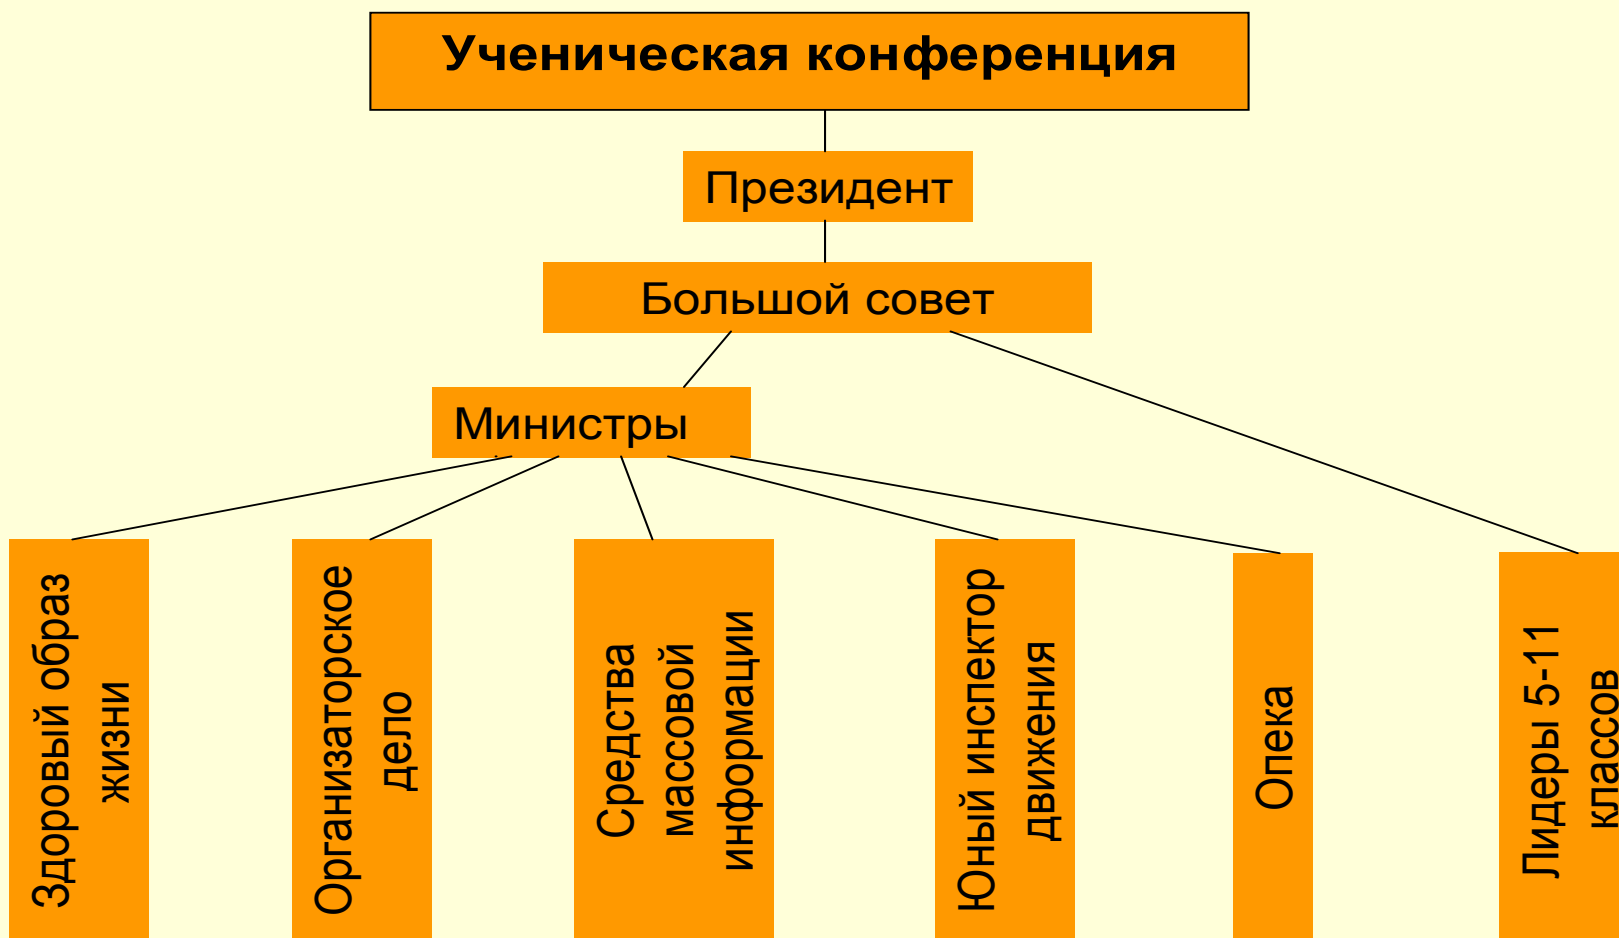 Ученическая конференция
Президент
Большой совет
Министры
Здоровый образ
жизни
Организаторское
дело
Средства
массовой
информации
Юный инспектор
движения
Опека
Лидеры 5-11
классов